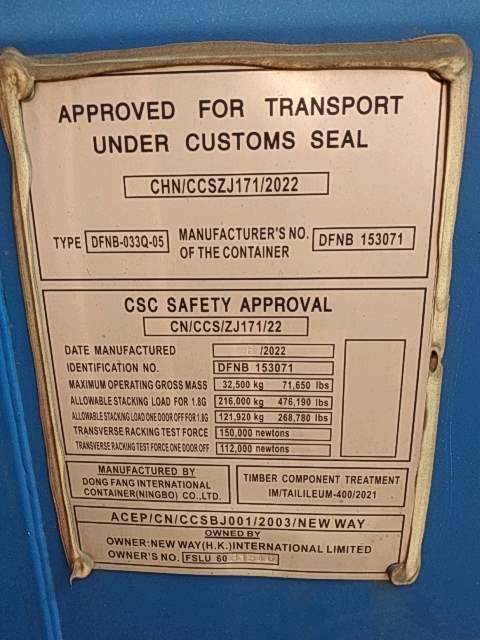 APPROVED FOR TRANSPORT
UNDER CUSTOMS SEAL
CHN/CCSZJ171/2022
TYPE DFNB-033Q-05 MANUFACTURER'S NO. OF THE CONTAINER DFNB 153071
CSC SAFETY APPROVAL
CN/CCS/ZJ171/22
DATE MANUFACTURED /2022
IDENTIFICATION NO. DFNB 153071
MAXIMUM OPERATING GROSS MASS 32,500 kg 71,650 lbs
ALLOWABLE STACKING LOAD FOR 1.8G 216,000 kg 476,190 lbs
ALLOWABLE STACKING LOAD ONE DOOR OFF FOR 1.8G 121,920 kg 268,780 lbs
TRANSVERSE RACKING TEST FORCE 150,000 newtons
TRANSVERSE RACKING TEST FORCE ONE DOOR OFF 112,000 newtons
MANUFACTURED BY
DONG FANG INTERNATIONAL
CONTAINER(NINGBO) CO.,LTD.
TIMBER COMPONENT TREATMENT
IM/TAILILEUM-400/2021
ACEP/CN/CCSBJ001/2003/NEW WAY
OWNED BY
OWNER:NEW WAY(H.K.)INTERNATIONAL LIMITED
OWNER'S NO. FSLU 60